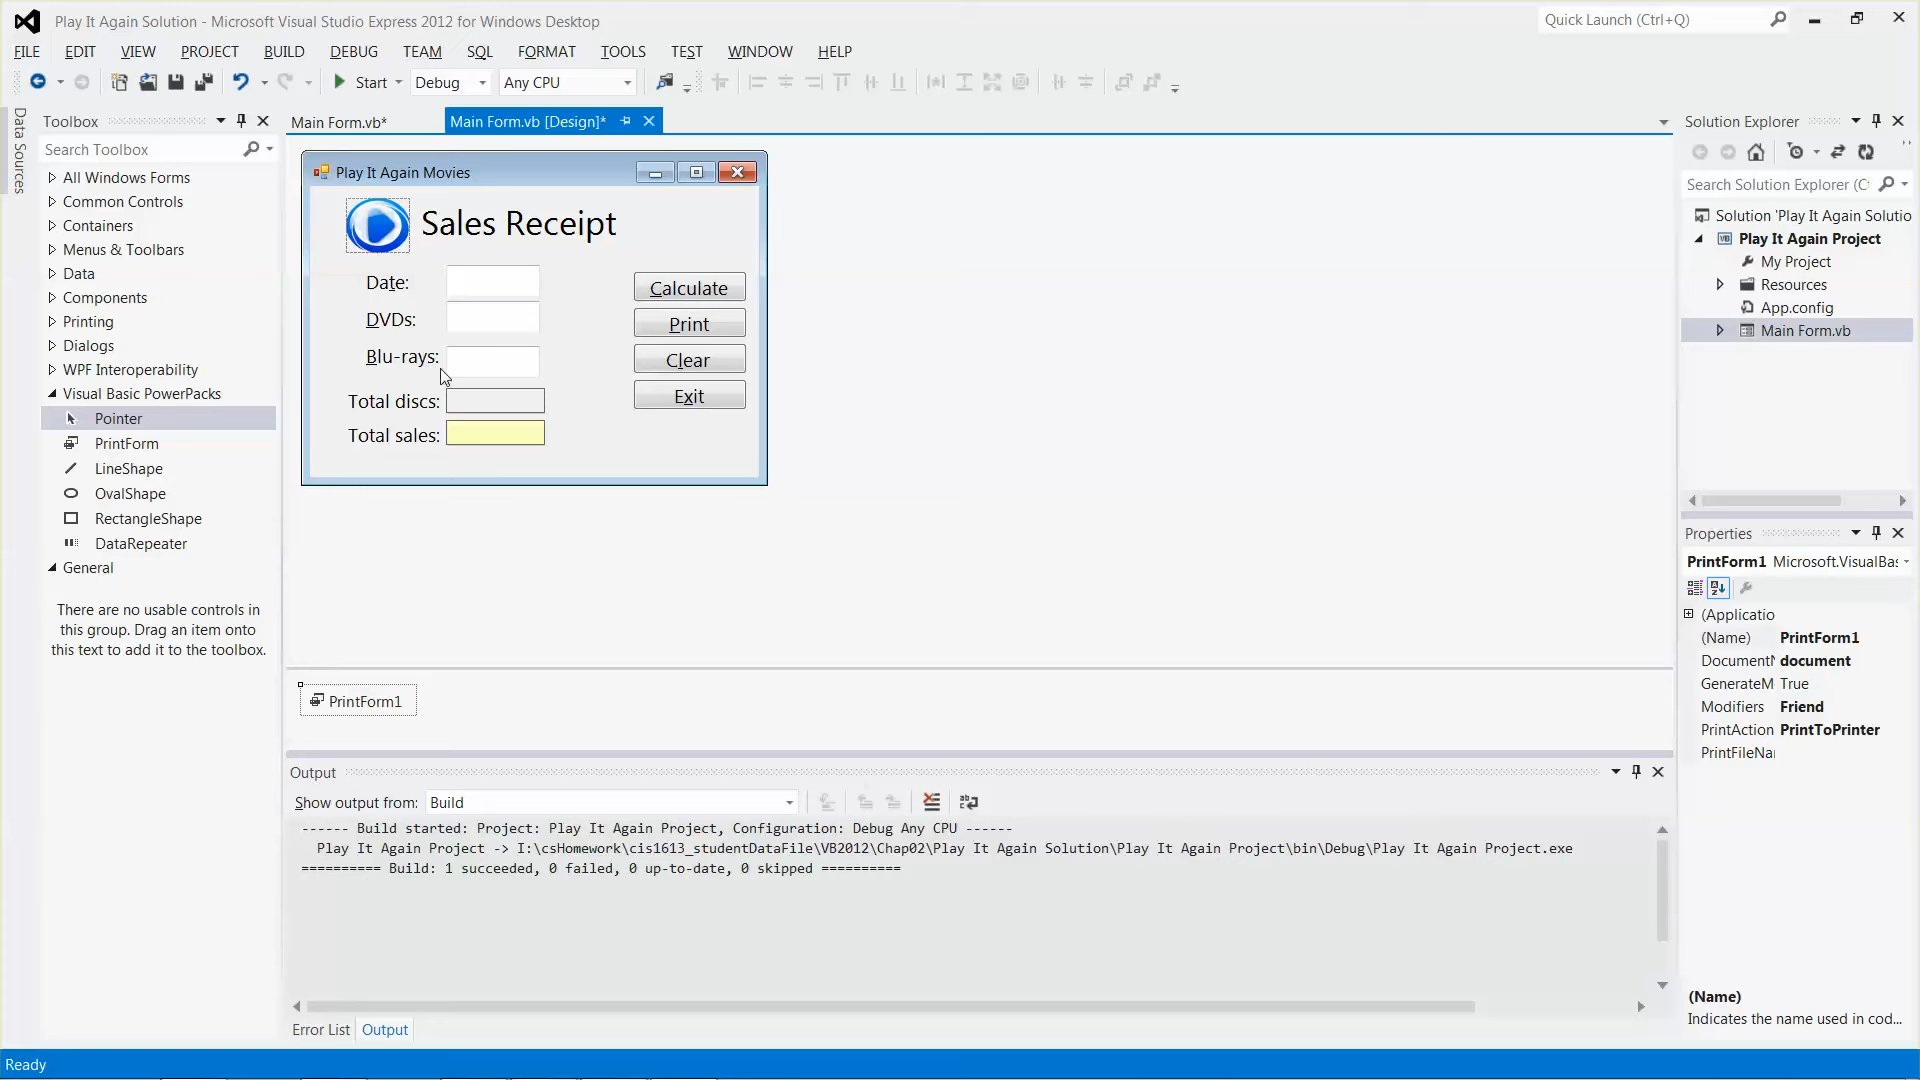 Play It Again Solution - Microsoft Visual Studio Express 2012 for Windows Desktop
Quick Launch (Ctrl+Q)
FILE EDIT VIEW PROJECT BUILD DEBUG TEAM SQL FORMAT TOOLS TEST WINDOW HELP
Start Debug Any CPU
Data Sources
Toolbox
Search Toolbox
All Windows Forms
Common Controls
Containers
Menus & Toolbars
Data
Components
Printing
Dialogs
WPF Interoperability
Visual Basic PowerPacks
Pointer
PrintForm
LineShape
OvalShape
RectangleShape
DataRepeater
General
There are no usable controls in
this group. Drag an item onto
this text to add it to the toolbox.
Main Form.vb* Main Form.vb [Design]*
Play It Again Movies
Sales Receipt
Date:
DVDs:
Blu-rays:
Total discs:
Total sales:
Calculate
Print
Clear
Exit
PrintForm1
Output
Show output from: Build
------ Build started: Project: Play It Again Project, Configuration: Debug Any CPU ------
Play It Again Project -> I:\csHomework\cis1613_studentDataFile\VB2012\Chap02\Play It Again Solution\Play It Again Project\bin\Debug\Play It Again Project.exe
========== Build: 1 succeeded, 0 failed, 0 up-to-date, 0 skipped ==========
Error List Output
Solution Explorer
Search Solution Explorer (C
Solution 'Play It Again Solutio
Play It Again Project
My Project
Resources
App.config
Main Form.vb
Properties
PrintForm1 Microsoft.VisualBas
(Applicatio
(Name) PrintForm1
DocumentN document
GenerateM True
Modifiers Friend
PrintAction PrintToPrinter
PrintFileNa
(Name)
Indicates the name used in cod...
Ready